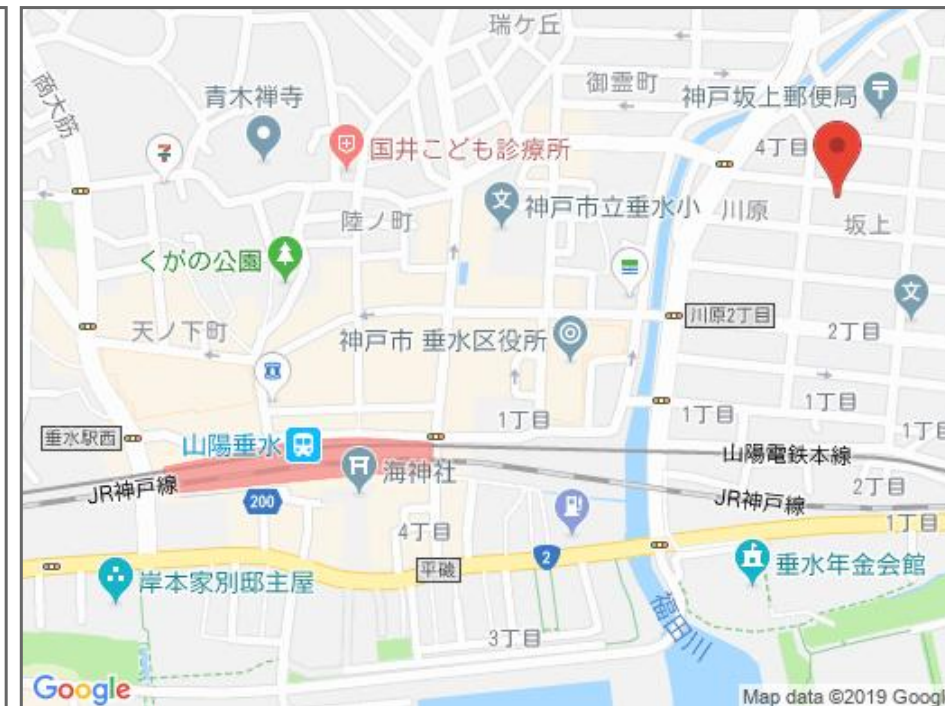 瑞ケ丘
商大筋
御霊町
青木禅寺
神戸坂上郵便局
国井こども診療所
4丁目
神戸市立垂水小
川原
陸ノ町
坂上
くがの公園
川原2丁目
天ノ下町
神戸市 垂水区役所
2丁目
1丁目
1丁目
1丁目
1丁目
垂水駅西
山陽垂水
山陽電鉄本線
海神社
JR神戸線
2丁目
JR神戸線
200
1丁目
4丁目
2
平磯
垂水年金会館
岸本家別邸主屋
福田川
3丁目
Google
Map data ©2019 Googl